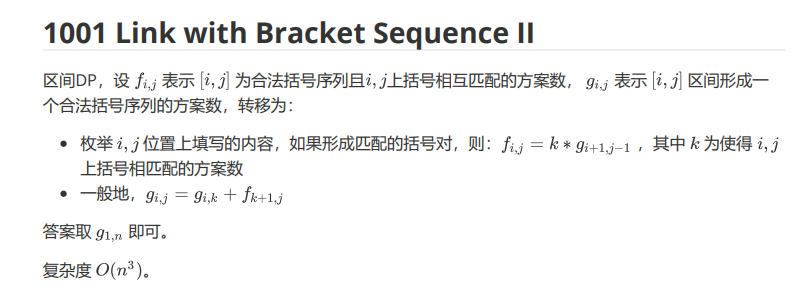 1001 Link with Bracket Sequence II
区间DP，设 f_{i,j} 表示 [i, j] 为合法括号序列且i, j上括号相互匹配的方案数， g_{i,j} 表示 [i, j] 区间形成一
个合法括号序列的方案数，转移为：
• 枚举 i, j 位置上填写的内容，如果形成匹配的括号对，则：f_{i,j} = k * g_{i+1,j-1} ，其中 k 为使得 i, j
上括号相匹配的方案数
• 一般地，g_{i,j} = g_{i,k} + f_{k+1,j}
答案取 g_{1,n} 即可。
复杂度 O(n^3)。